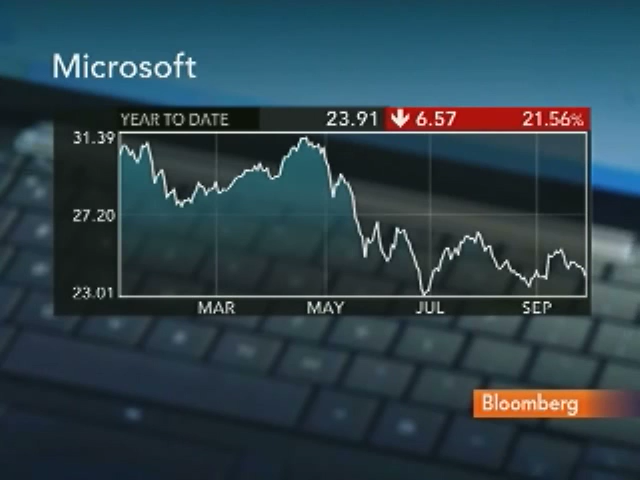 Microsoft
YEAR TO DATE 23.91 6.57 21.56%
31.39
27.20
23.01
MAR MAY JUL SEP
Bloomberg